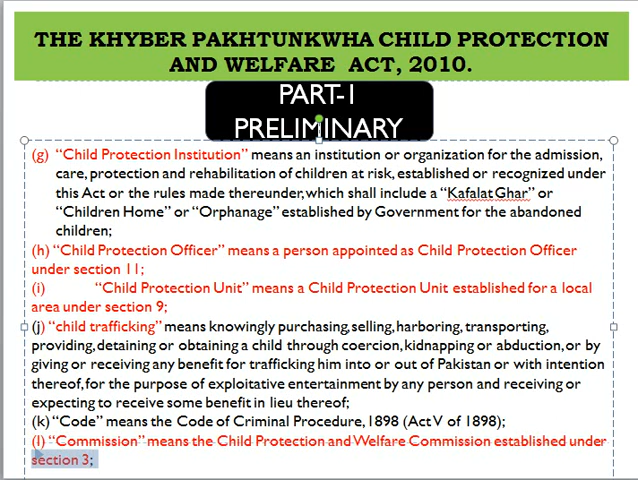 THE KHYBER PAKHTUNKWHA CHILD PROTECTION
AND WELFARE ACT, 2010.
PART-1
PRELIMINARY
(g) “Child Protection Institution” means an institution or organization for the admission,
care, protection and rehabilitation of children at risk, established or recognized under
this Act or the rules made thereunder, which shall include a “Kafalat Ghar” or
“Children Home” or “Orphanage” established by Government for the abandoned
children;
(h) “Child Protection Officer” means a person appointed as Child Protection Officer
under section 11;
(i) “Child Protection Unit” means a Child Protection Unit established for a local
area under section 9;
(j) “child trafficking” means knowingly purchasing, selling, harboring, transporting,
providing, detaining or obtaining a child through coercion, kidnapping or abduction, or by
giving or receiving any benefit for trafficking him into or out of Pakistan or with intention
thereof, for the purpose of exploitative entertainment by any person and receiving or
expecting to receive some benefit in lieu thereof;
(k) “Code” means the Code of Criminal Procedure, 1898 (Act V of 1898);
(l) “Commission” means the Child Protection and Welfare Commission established under
section 3;